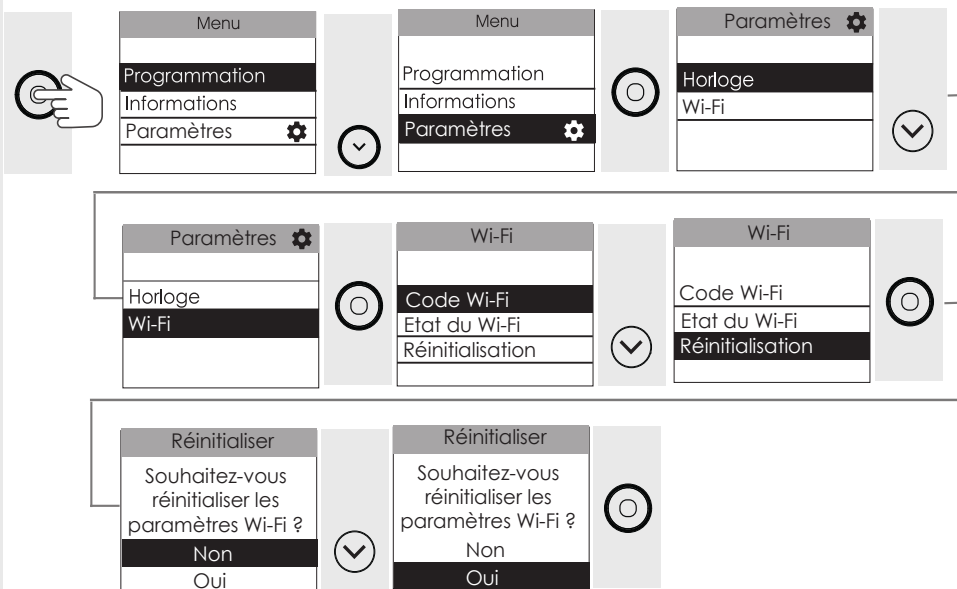 Menu
Programmation
Informations
Paramètres
Menu
Programmation
Informations
Paramètres
Paramètres
Horloge
Wi-Fi
Paramètres
Horloge
Wi-Fi
Wi-Fi
Code Wi-Fi
Etat du Wi-Fi
Réinitialisation
Wi-Fi
Code Wi-Fi
Etat du Wi-Fi
Réinitialisation
Réinitialiser
Souhaitez-vous
réinitialiser les
paramètres Wi-Fi ?
Non
Oui
Réinitialiser
Souhaitez-vous
réinitialiser les
paramètres Wi-Fi ?
Non
Oui